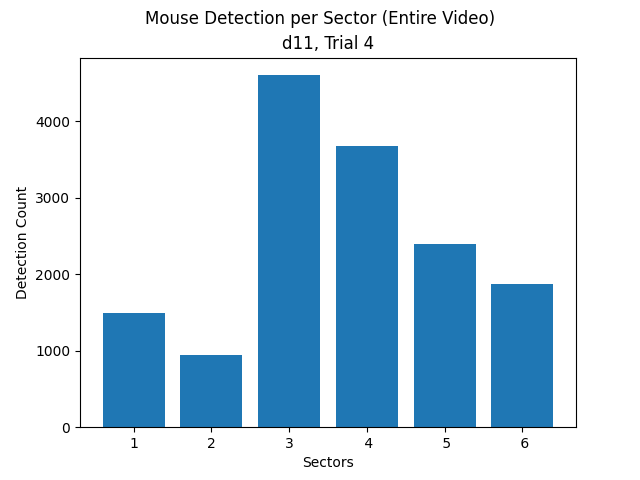 Mouse Detection per Sector (Entire Video)
d11, Trial 4
4000
3000
2000
1000
0
Detection Count
1 2 3 4 5 6
Sectors